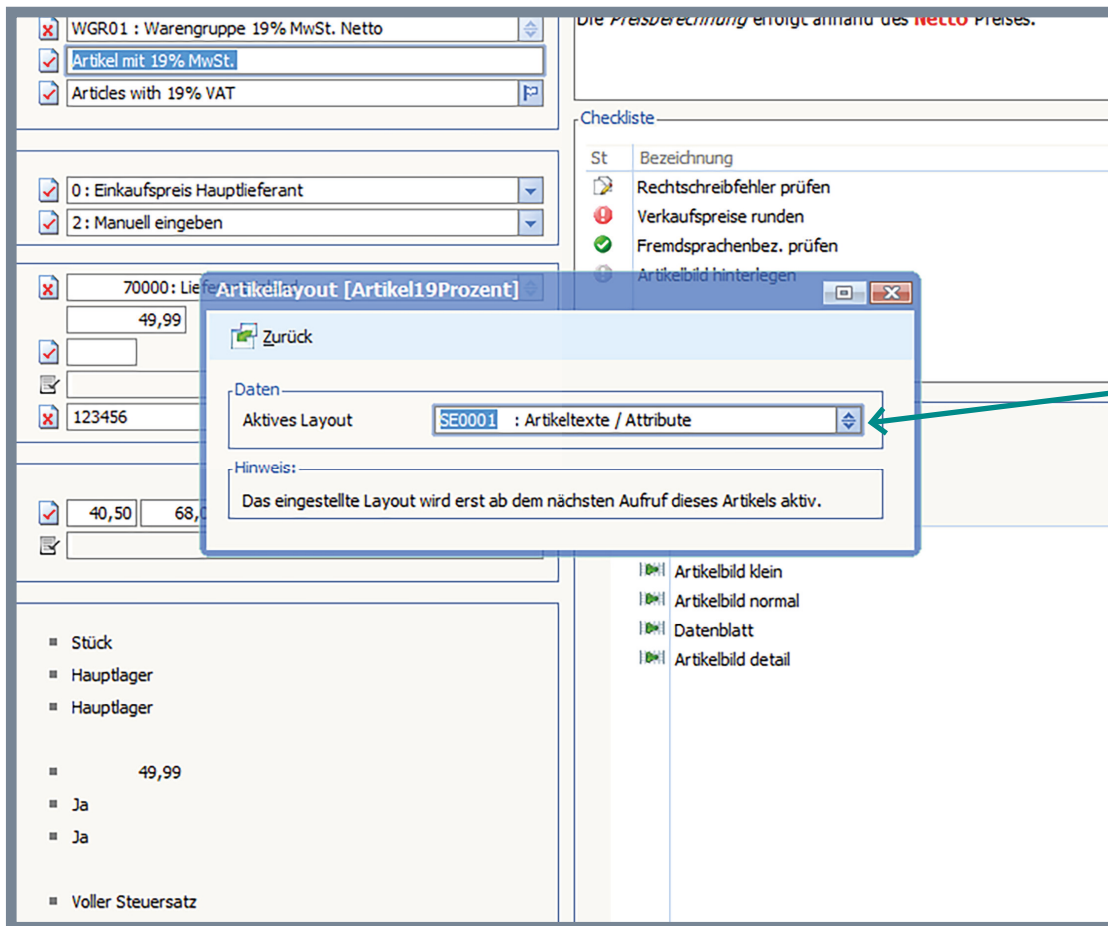 WGR01 : Warengruppe 19% MwSt. Netto
Artikel mit 19% MwSt.
Articles with 19% VAT
0 : Einkaufspreis Hauptlieferant
2 : Manuell eingeben
70000 :
49,99
123456
40,50
Stück
Hauptlager
Hauptlager
49,99
Ja
Ja
Voller Steuersatz
Die Preisberechnung erfolgt anhand des Netto Preises.
Checkliste
St Bezeichnung
Rechtschreibfehler prüfen
Verkaufspreise runden
Fremdsprachenbez. prüfen
Artikelbild hinterlegen
Artikellayout [Artikel19Prozent]
Zurück
Daten
Aktives Layout SE0001 : Artikeltexte / Attribute
Hinweis:
Das eingestellte Layout wird erst ab dem nächsten Aufruf dieses Artikels aktiv.
Artikelbild klein
Artikelbild normal
Datenblatt
Artikelbild detail